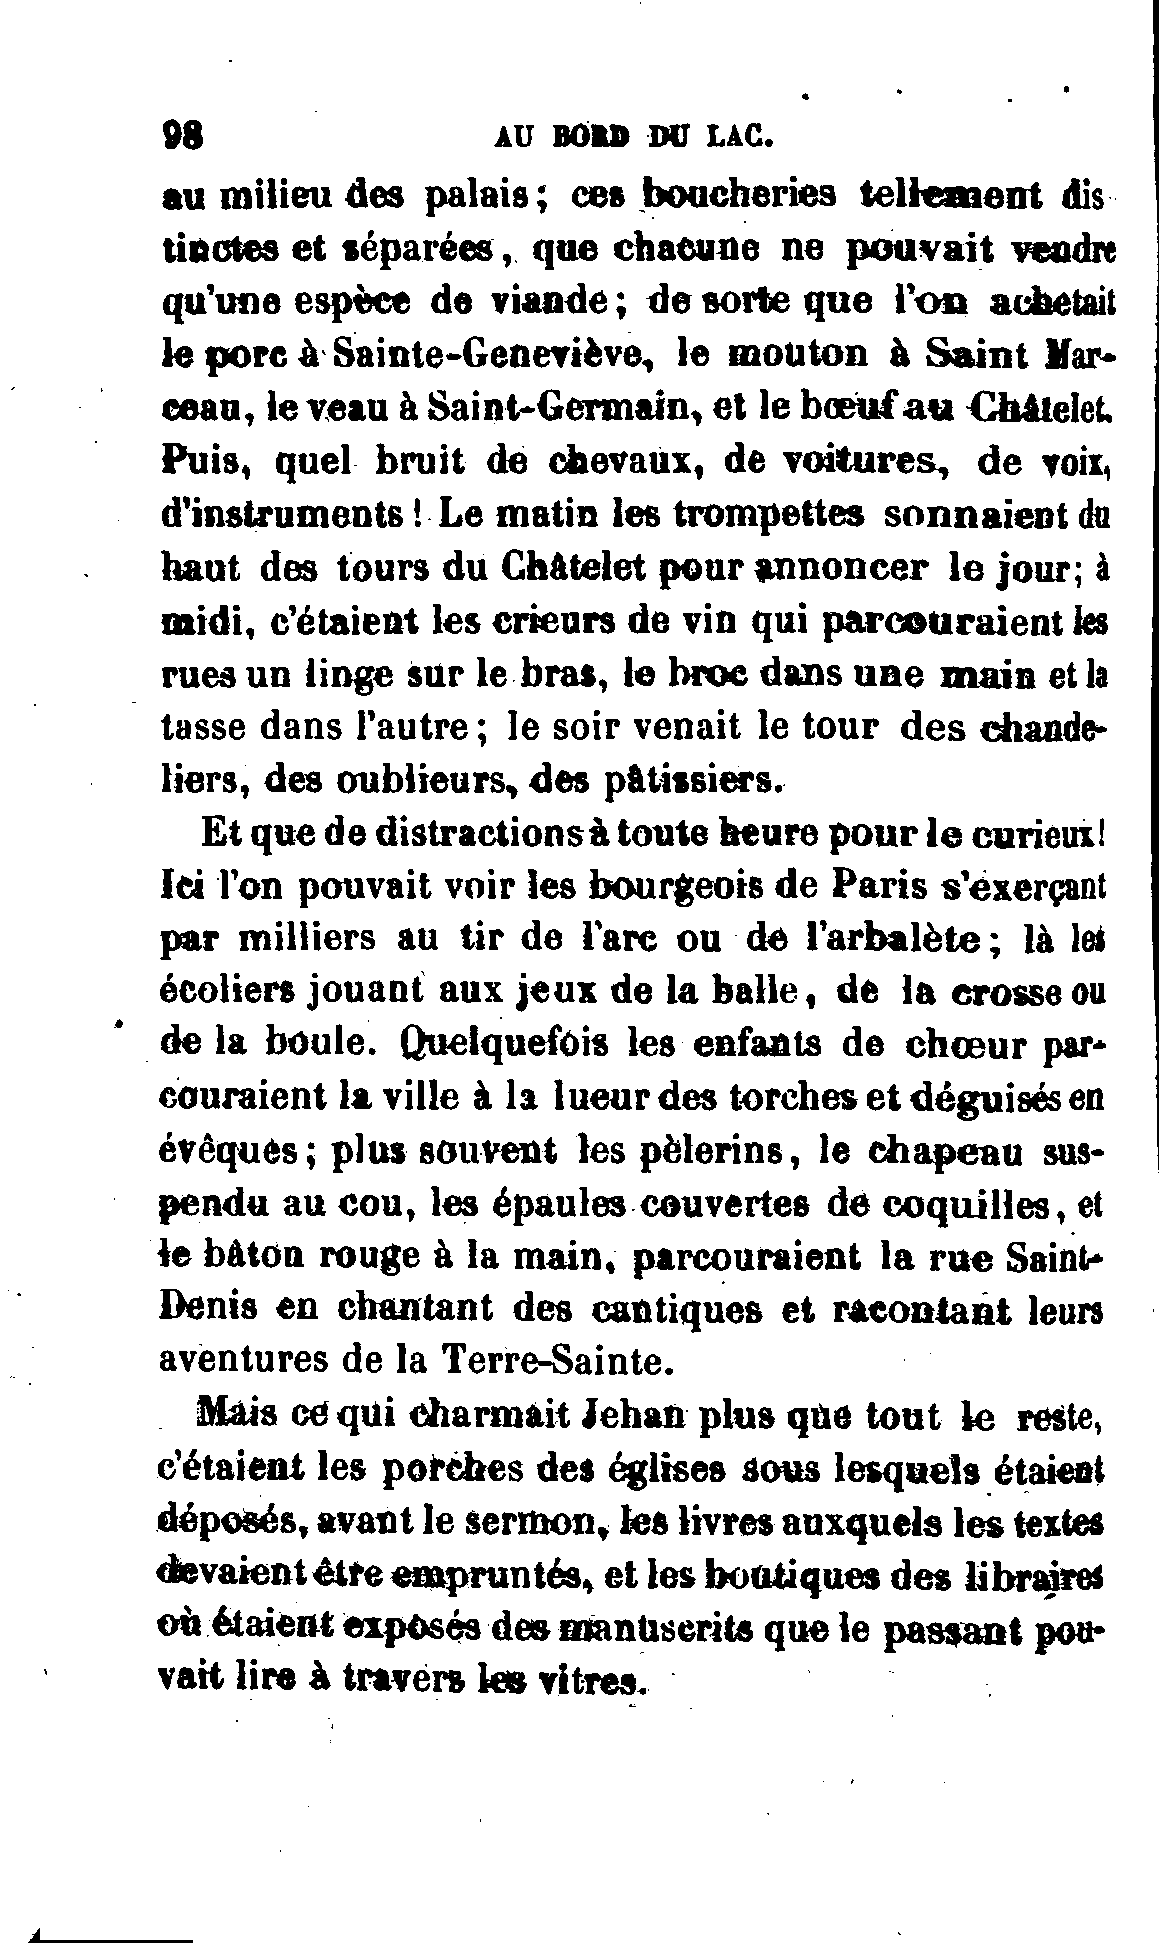 98 AU BORD DU LAC.
au milieu des palais; ces boucheries tellement dis
tinctes et séparées, que chacune ne pouvait vendre
qu'une espèce de viande; de sorte que l'on achetait
le porc à Sainte-Geneviève, le mouton à Saint Mar-
ceau, le veau à Saint-Germain, et le bœuf au Châtelet.
Puis, quel bruit de chevaux, de voitures, de voix,
d'instruments! Le matin les trompettes sonnaient du
haut des tours du Châtelet pour annoncer le jour; à
midi, c'étaient les crieurs de vin qui parcouraient les
rues un linge sur le bras, le broc dans une main et la
tasse dans l'autre; le soir venait le tour des chande-
liers, des oublieurs, des pâtissiers.
Et que de distractions à toute heure pour le curieux!
Ici l'on pouvait voir les bourgeois de Paris s'exerçant
par milliers au tir de l'arc ou de l'arbalète; là les
écoliers jouant aux jeux de la balle, de la crosse ou
de la boule. Quelquefois les enfants de chœur par-
couraient la ville à la lueur des torches et déguisés en
évêques; plus souvent les pèlerins, le chapeau sus-
pendu au cou, les épaules couvertes de coquilles, et
le bâton rouge à la main, parcouraient la rue Saint-
Denis en chantant des cantiques et racontant leurs
aventures de la Terre-Sainte.
Mais ce qui charmait Jehan plus que tout le reste,
c'étaient les porches des églises sous lesquels étaient
déposés, avant le sermon, les livres auxquels les textes
devaient être empruntés, et les boutiques des libraires
où étaient exposés des manuscrits que le passant pou-
vait lire à travers les vitres.